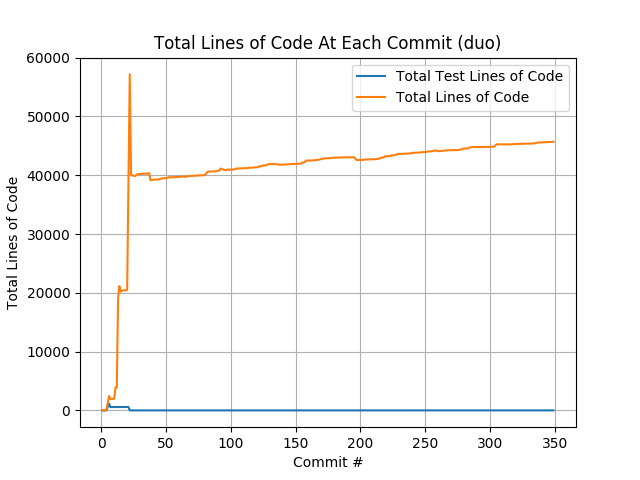 Total Lines of Code At Each Commit (duo)
Total Test Lines of Code
Total Lines of Code
Total Lines of Code
60000
50000
40000
30000
20000
10000
0
0 50 100 150 200 250 300 350
Commit #